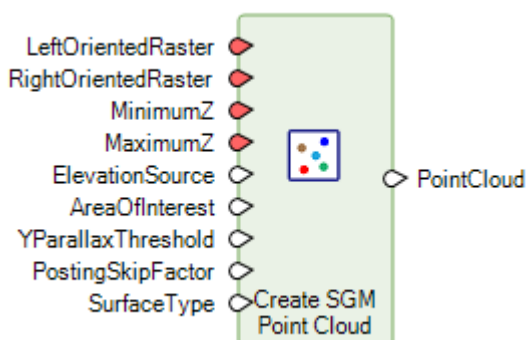 LeftOrientedRaster
RightOrientedRaster
MinimumZ
MaximumZ
ElevationSource
AreaOfInterest
YParallaxThreshold
PostingSkipFactor
SurfaceType
Create SGM
Point Cloud
PointCloud